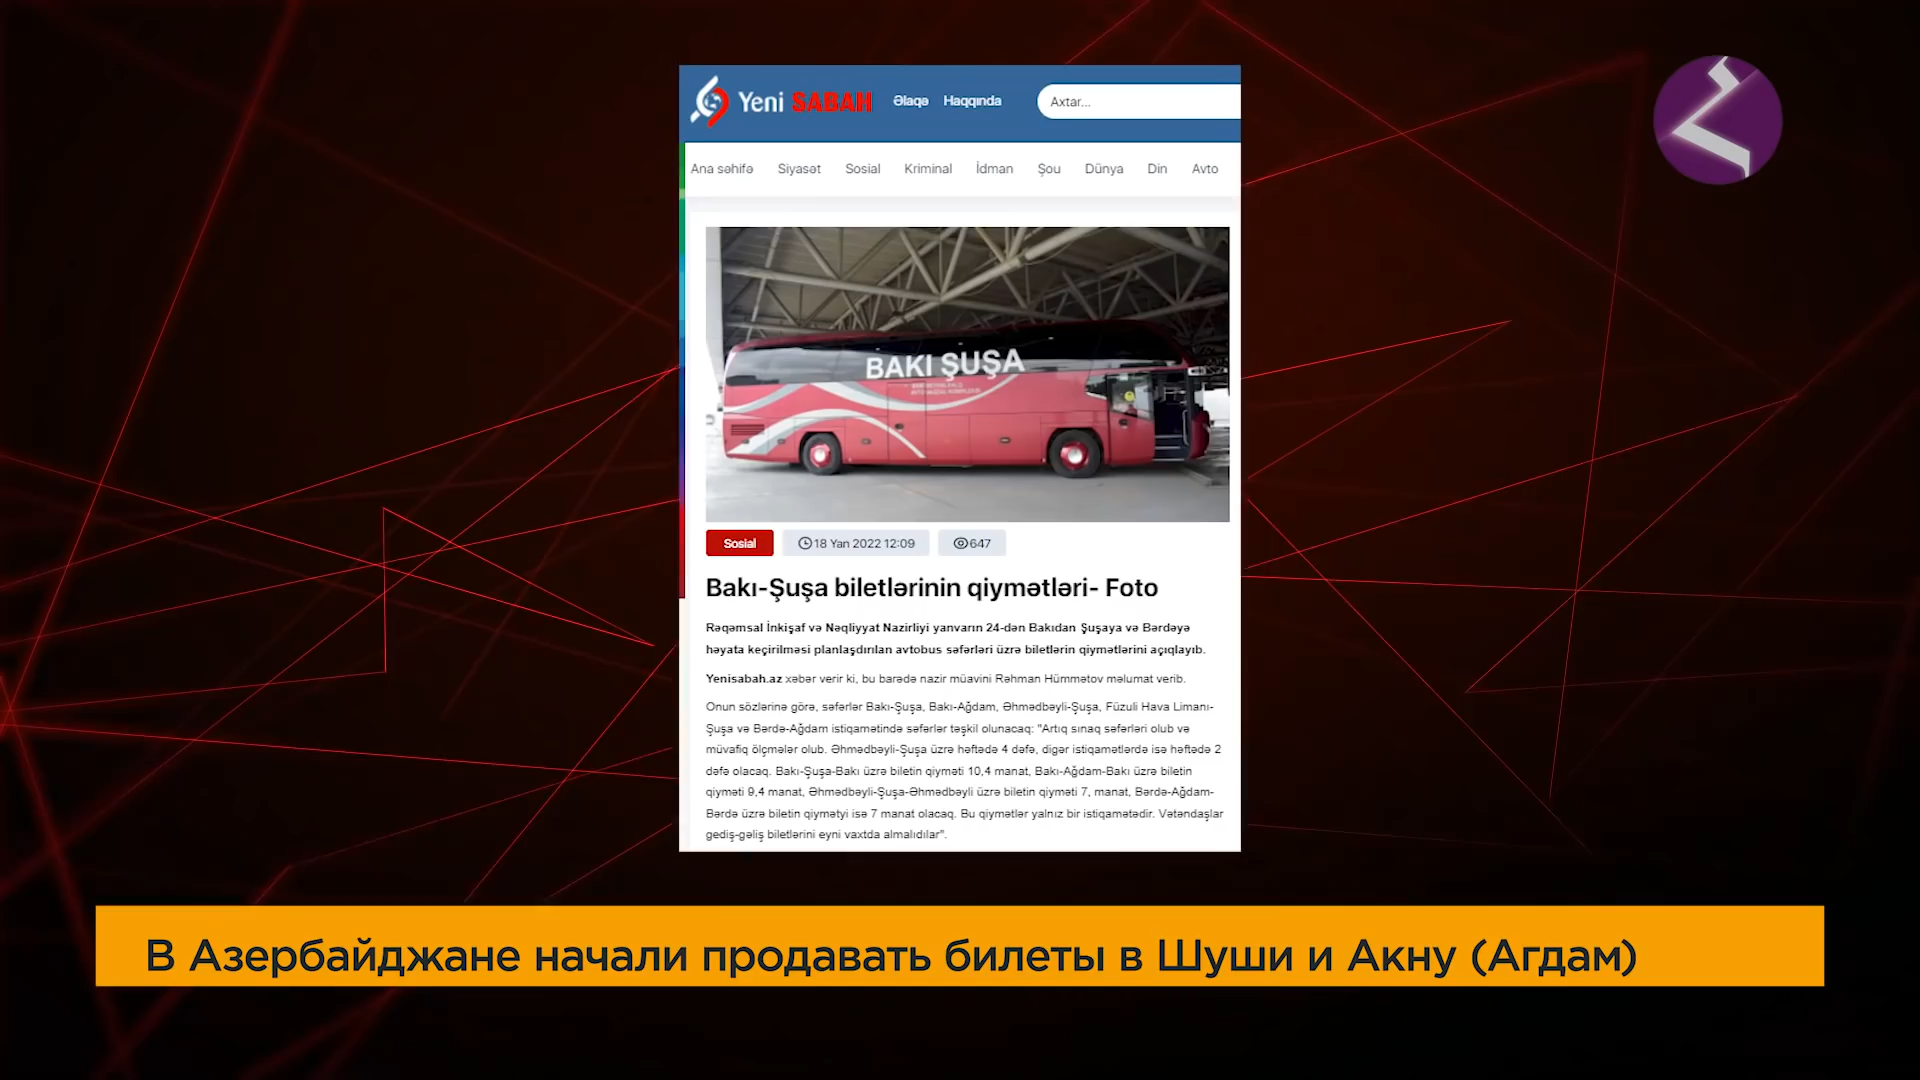 Yeni SABAH Əlaqə Haqqında Axtar...
Ana səhifə Siyasət Sosial Kriminal İdman Şou Dünya Din Avto
BAKI ŞUŞA
Sosial 18 Yan 2022 12:09 647
Bakı-Şuşa biletlərinin qiymətləri- Foto
Rəqəmsal İnkişaf və Nəqliyyat Nazirliyi yanvarın 24-dən Bakıdan Şuşaya və Bərdəyə
həyata keçirilməsi planlaşdırılan avtobus səfərləri üzrə biletlərin qiymətlərini açıqlayıb.
Yenisabah.az xəbər verir ki, bu barədə nazir müavini Rəhman Hümmətov məlumat verib.
Onun sözlərinə görə, səfərlər Bakı-Şuşa, Bakı-Ağdam, Əhmədbəyli-Şuşa, Füzuli Hava Limanı-
Şuşa və Bərdə-Ağdam istiqamətində səfərlər təşkil olunacaq: "Artıq sınaq səfərləri olub və
müvafiq ölçmələr olub. Əhmədbəyli-Şuşa üzrə həftədə 4 dəfə, digər istiqamətlərdə isə həftədə 2
dəfə olacaq. Bakı-Şuşa-Bakı üzrə biletin qiyməti 10,4 manat, Bakı-Ağdam-Bakı üzrə biletin
qiyməti 9,4 manat, Əhmədbəyli-Şuşa-Əhmədbəyli üzrə biletin qiyməti 7, manat, Bərdə-Ağdam-
Bərdə üzrə biletin qiymətyi isə 7 manat olacaq. Bu qiymətlər yalnız bir istiqamətədir. Vətəndaşlar
gediş-gəliş biletlərini eyni vaxtda almalıdılar".
В Азербайджане начали продавать билеты в Шуши и Акну (Агдам)